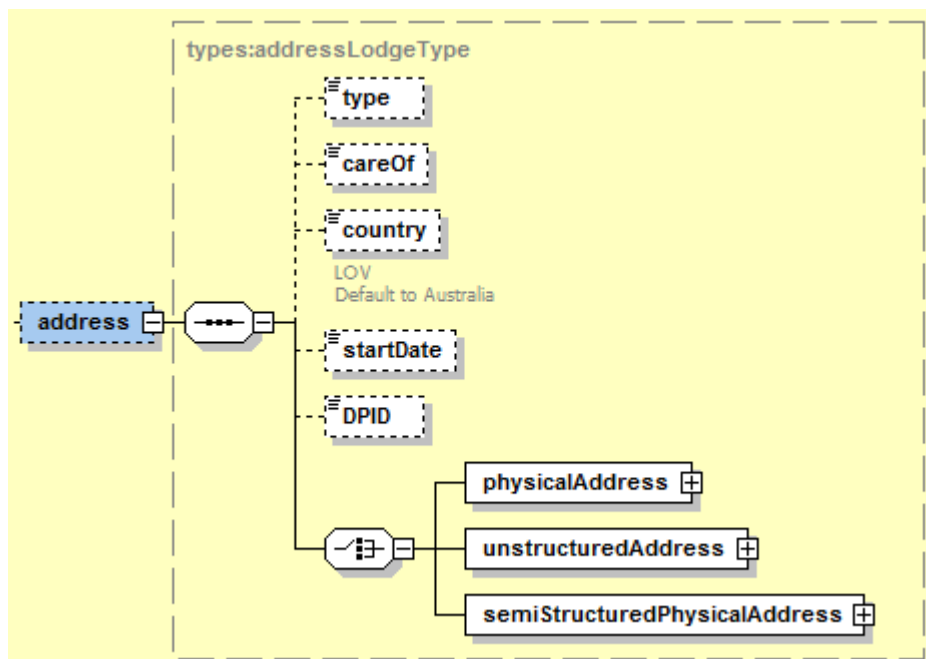 types:addressLodgeType
type
careOf
country
LOV
Default to Australia
address
startDate
DPID
physicalAddress
unstructuredAddress
semiStructuredPhysicalAddress